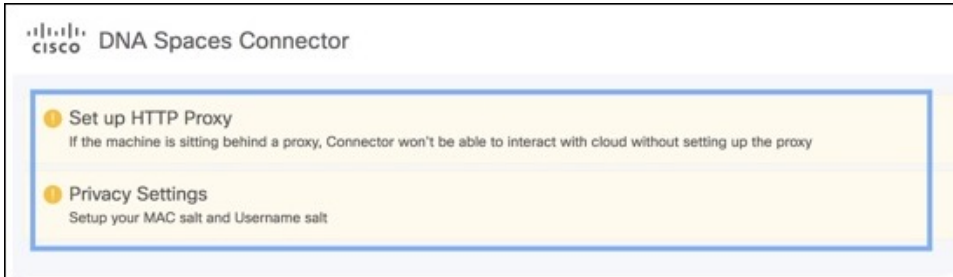 CISCO DNA Spaces Connector
Set up HTTP Proxy
If the machine is sitting behind a proxy, Connector won't be able to interact with cloud without setting up the proxy
Privacy Settings
Setup your MAC salt and Username salt